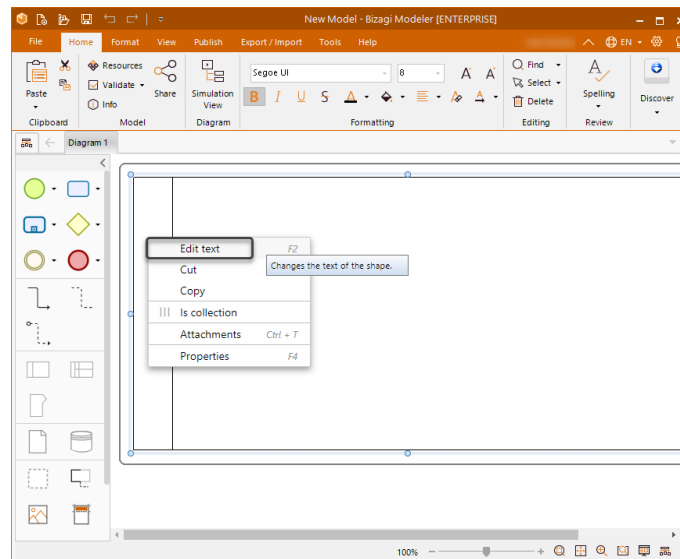 New Model - Bizagi Modeler [ENTERPRISE]
File Home Format View Publish Export / Import Tools Help EN
Paste
Resources
Validate
Info
Share
Simulation View
Segoe UI 8
B I U S A A A A
Find
Select
Delete
A
Spelling
Discover
Clipboard Model Diagram Formatting Editing Review
Diagram 1
Edit text F2
Changes the text of the shape.
Cut
Copy
Is collection
Attachments Ctrl + T
Properties F4
100%